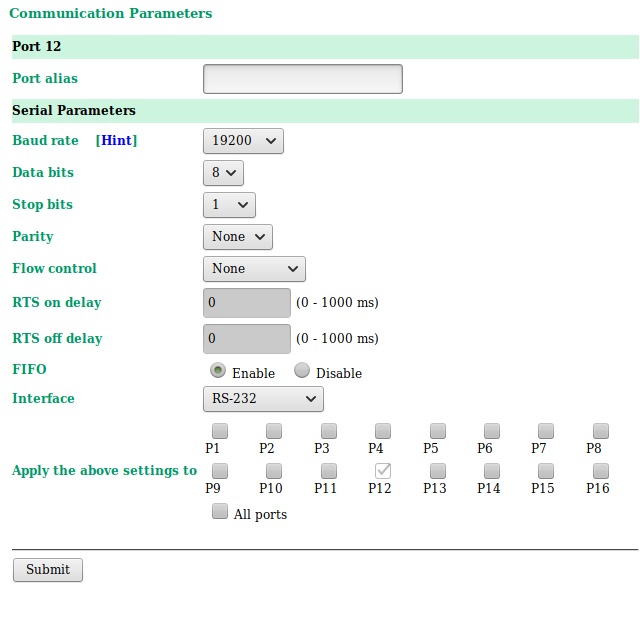 Communication Parameters
Port 12
Port alias
Serial Parameters
Baud rate [Hint] 19200
Data bits 8
Stop bits 1
Parity None
Flow control None
RTS on delay 0 (0 - 1000 ms)
RTS off delay 0 (0 - 1000 ms)
FIFO Enable Disable
Interface RS-232
P1 P2 P3 P4 P5 P6 P7 P8
Apply the above settings to
P9 P10 P11 P12 P13 P14 P15 P16
All ports
Submit